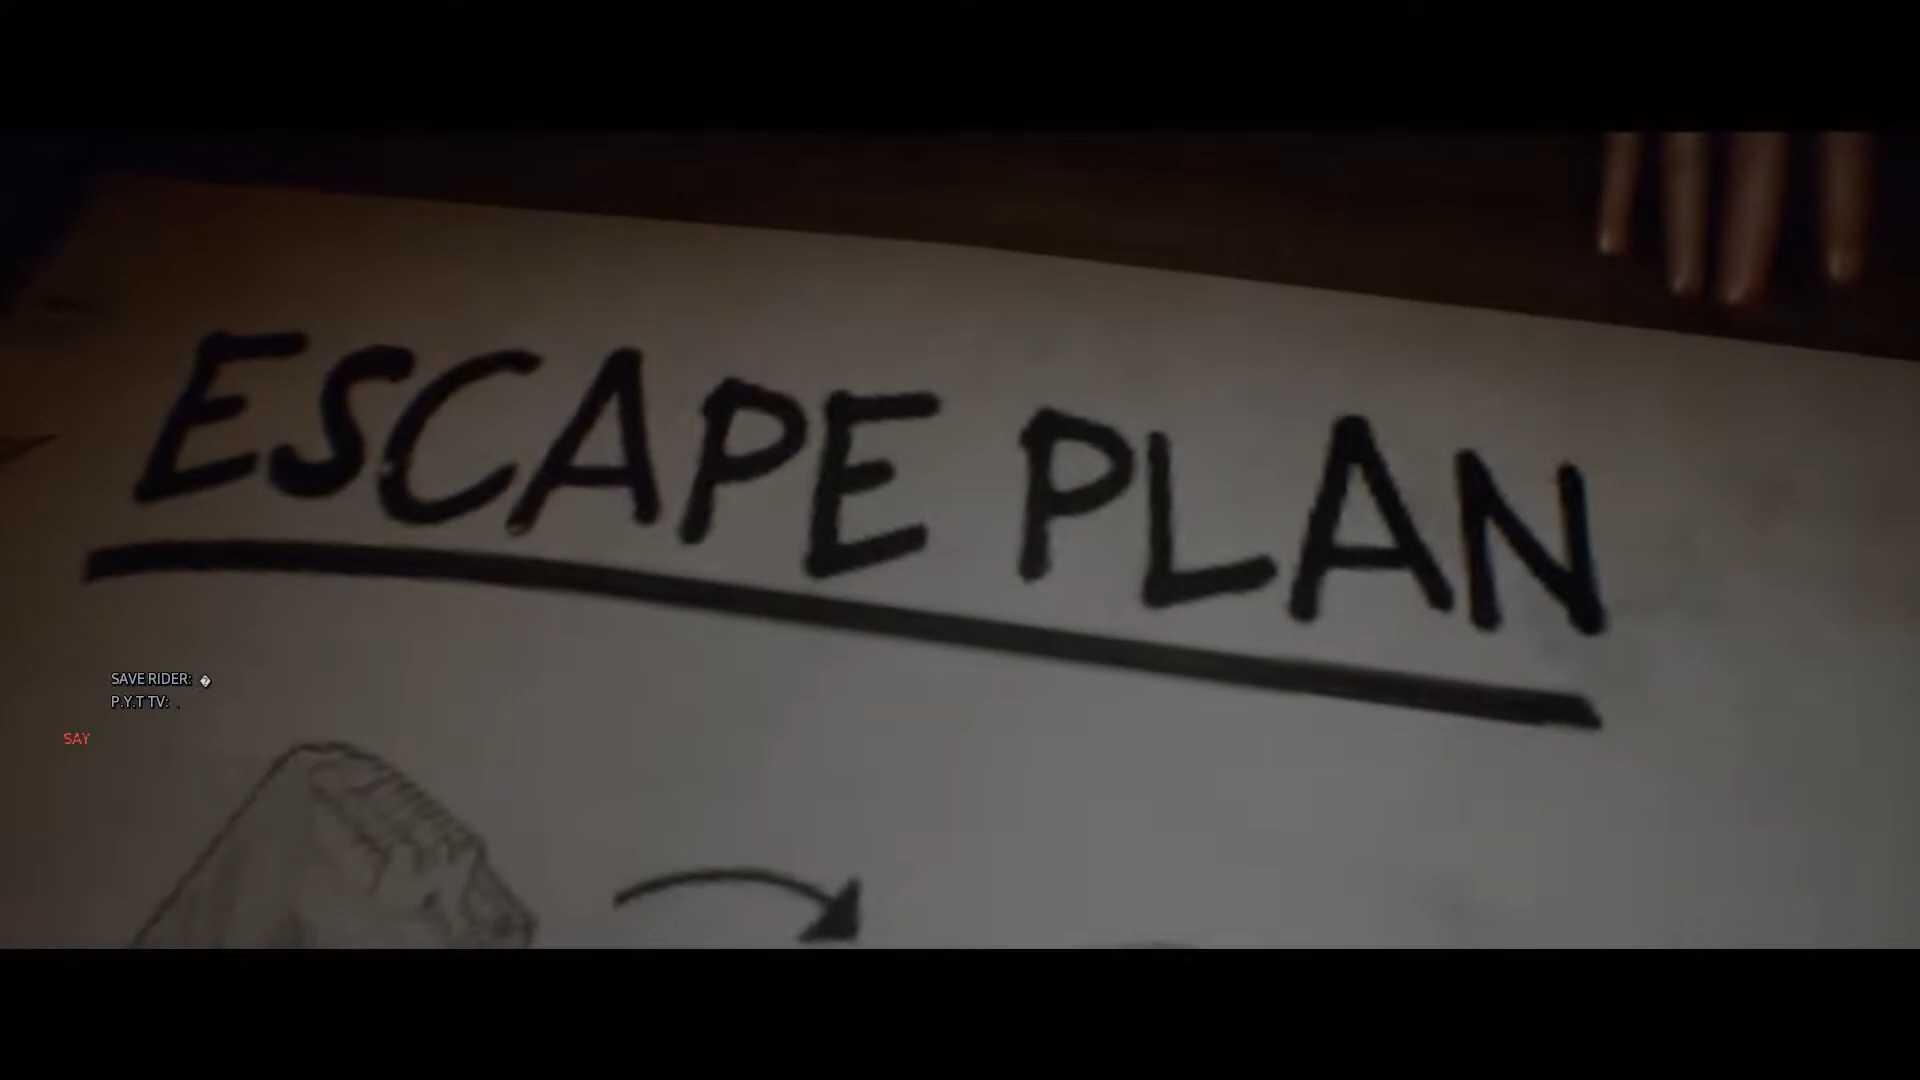 ESCAPE PLAN
SAVE RIDER: �
P.Y.T TV: .
SAY